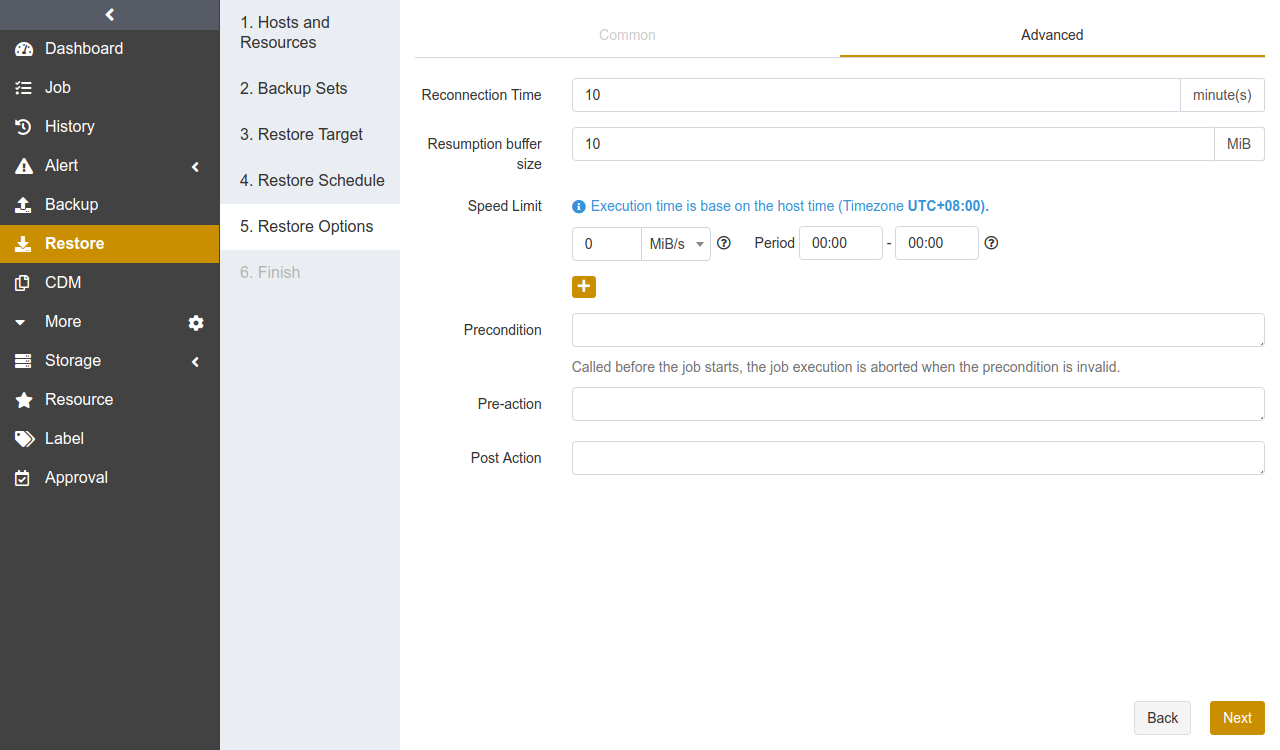 Dashboard
Job
History
Alert
Backup
Restore
CDM
More
Storage
Resource
Label
Approval
1. Hosts and
Resources
2. Backup Sets
3. Restore Target
4. Restore Schedule
5. Restore Options
6. Finish
Common
Advanced
Reconnection Time
10
minute(s)
Resumption buffer
size
10
MiB
Speed Limit
Execution time is base on the host time (Timezone UTC+08:00).
0
MiB/s
Period
00:00
-
00:00
Precondition
Called before the job starts, the job execution is aborted when the precondition is invalid.
Pre-action
Post Action
Back
Next